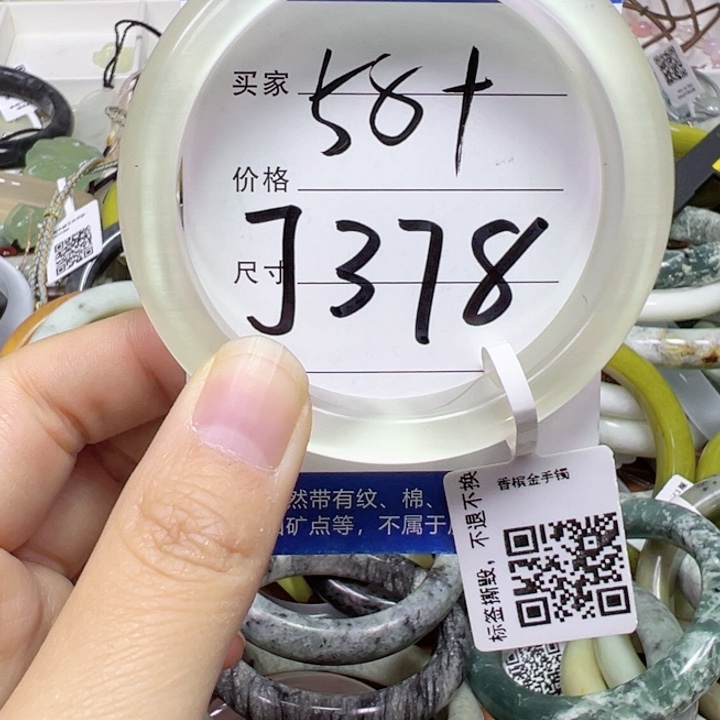 买家 58+
价格
尺寸 J378
然带有纹、棉、
矿点等，不属于
香槟金手镯
标签撕毁，不退不换